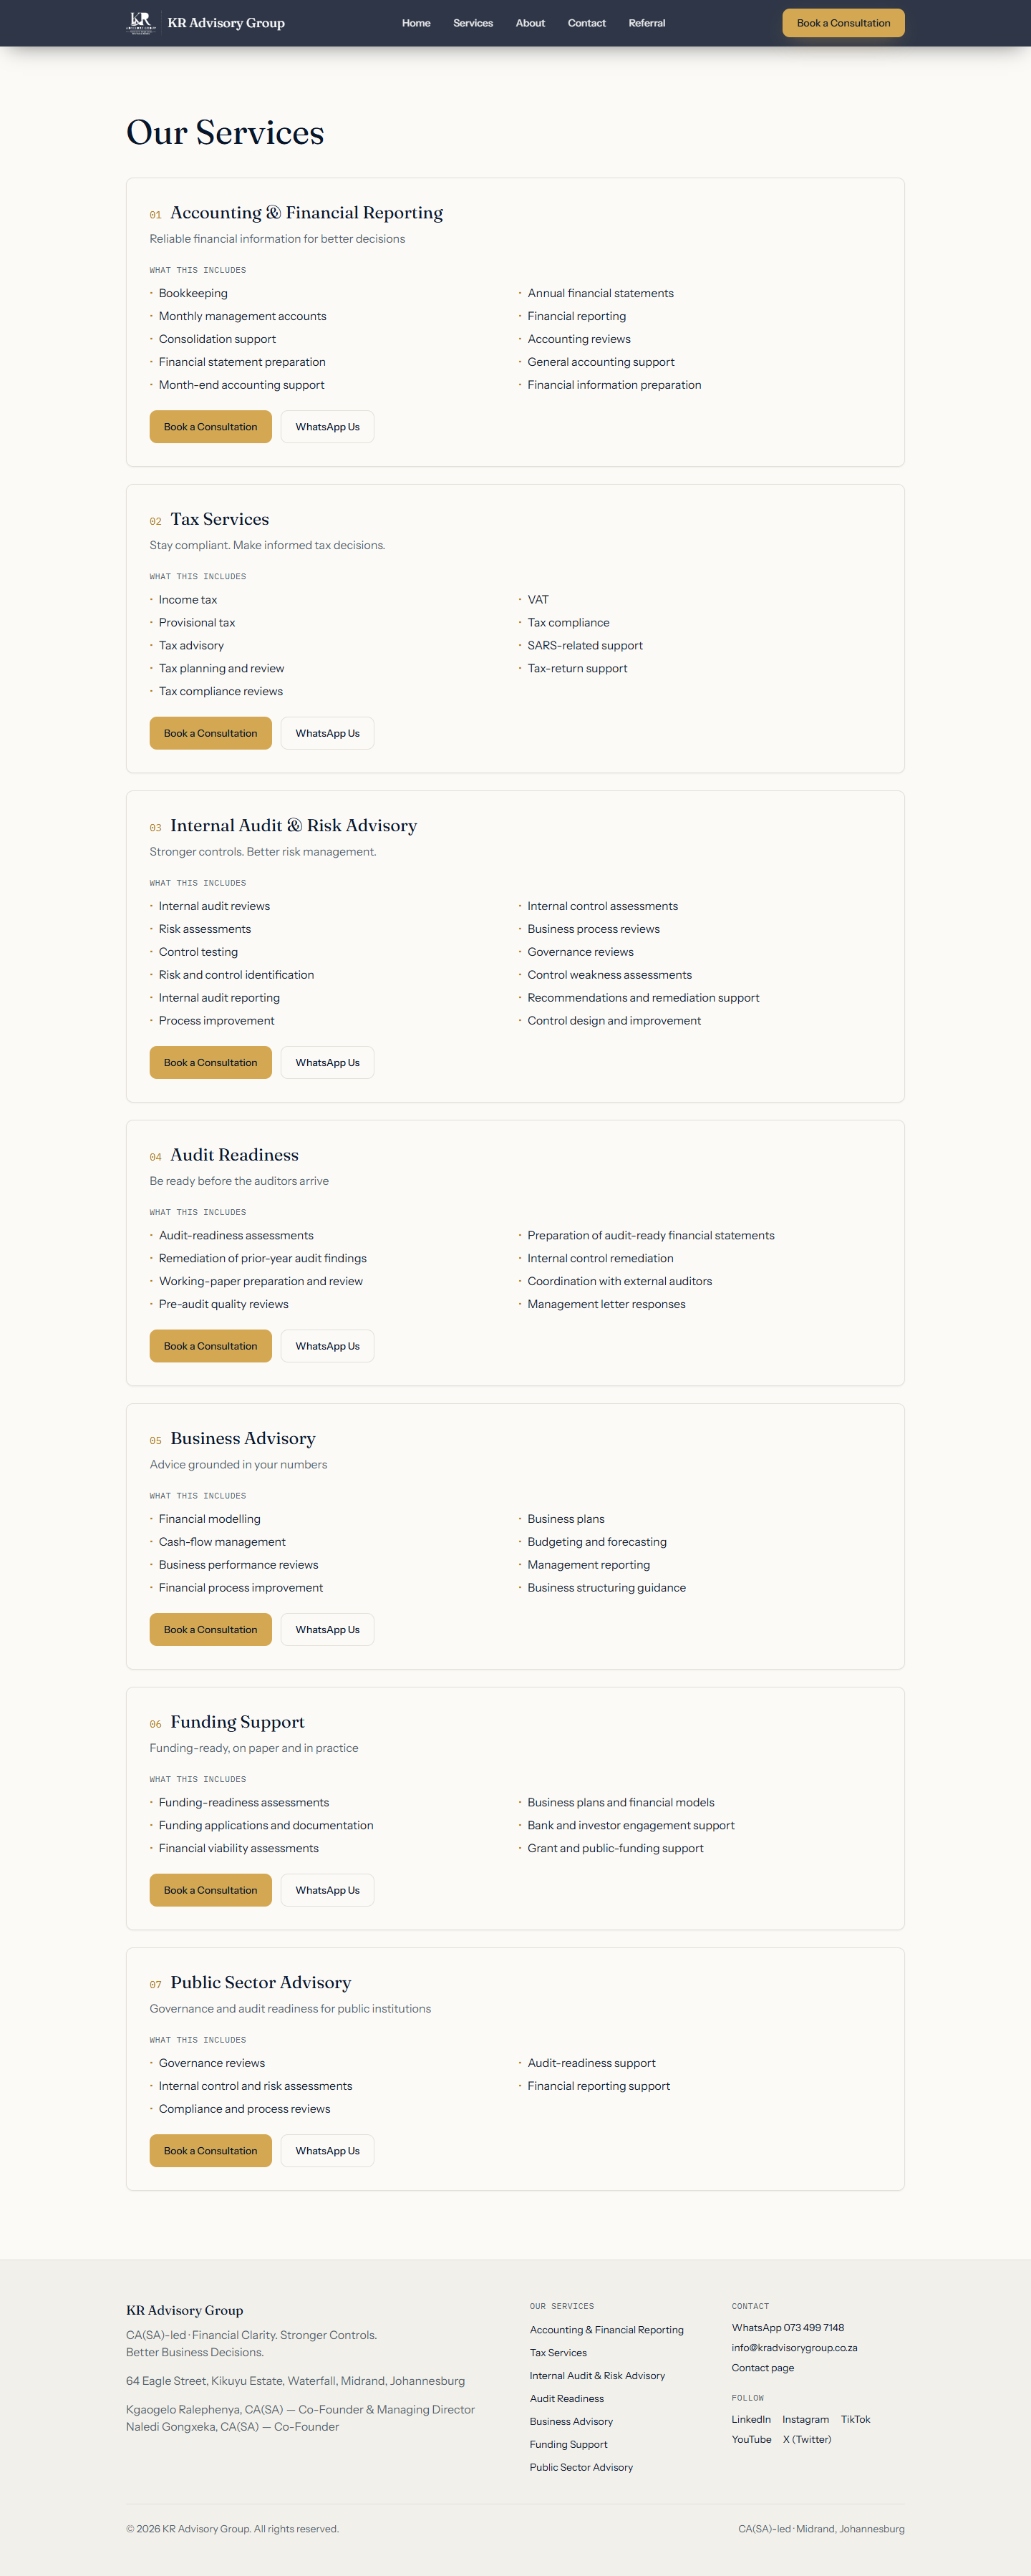 KR
KR Advisory Group
Home
Services
About
Contact
Referral
Book a Consultation
Our Services
01 Accounting & Financial Reporting
Reliable financial information for better decisions
WHAT THIS INCLUDES
· Bookkeeping
· Annual financial statements
· Monthly management accounts
· Financial reporting
· Consolidation support
· Accounting reviews
· Financial statement preparation
· General accounting support
· Month-end accounting support
· Financial information preparation
Book a Consultation
WhatsApp Us
02 Tax Services
Stay compliant. Make informed tax decisions.
WHAT THIS INCLUDES
· Income tax
· VAT
· Provisional tax
· Tax compliance
· Tax advisory
· SARS-related support
· Tax planning and review
· Tax-return support
· Tax compliance reviews
Book a Consultation
WhatsApp Us
03 Internal Audit & Risk Advisory
Stronger controls. Better risk management.
WHAT THIS INCLUDES
· Internal audit reviews
· Internal control assessments
· Risk assessments
· Business process reviews
· Control testing
· Governance reviews
· Risk and control identification
· Control weakness assessments
· Internal audit reporting
· Recommendations and remediation support
· Process improvement
· Control design and improvement
Book a Consultation
WhatsApp Us
04 Audit Readiness
Be ready before the auditors arrive
WHAT THIS INCLUDES
· Audit-readiness assessments
· Preparation of audit-ready financial statements
· Remediation of prior-year audit findings
· Internal control remediation
· Working-paper preparation and review
· Coordination with external auditors
· Pre-audit quality reviews
· Management letter responses
Book a Consultation
WhatsApp Us
05 Business Advisory
Advice grounded in your numbers
WHAT THIS INCLUDES
· Financial modelling
· Business plans
· Cash-flow management
· Budgeting and forecasting
· Business performance reviews
· Management reporting
· Financial process improvement
· Business structuring guidance
Book a Consultation
WhatsApp Us
06 Funding Support
Funding-ready, on paper and in practice
WHAT THIS INCLUDES
· Funding-readiness assessments
· Business plans and financial models
· Funding applications and documentation
· Bank and investor engagement support
· Financial viability assessments
· Grant and public-funding support
Book a Consultation
WhatsApp Us
07 Public Sector Advisory
Governance and audit readiness for public institutions
WHAT THIS INCLUDES
· Governance reviews
· Audit-readiness support
· Internal control and risk assessments
· Financial reporting support
· Compliance and process reviews
Book a Consultation
WhatsApp Us
KR Advisory Group
CA(SA)-led · Financial Clarity. Stronger Controls.
Better Business Decisions.
64 Eagle Street, Kikuyu Estate, Waterfall, Midrand, Johannesburg
Kgaogelo Ralephenya, CA(SA) — Co-Founder & Managing Director
Naledi Gongxeka, CA(SA) — Co-Founder
OUR SERVICES
Accounting & Financial Reporting
Tax Services
Internal Audit & Risk Advisory
Audit Readiness
Business Advisory
Funding Support
Public Sector Advisory
CONTACT
WhatsApp 073 499 7148
info@kradvisorygroup.co.za
Contact page
FOLLOW
LinkedIn Instagram TikTok
YouTube X (Twitter)
© 2026 KR Advisory Group. All rights reserved.
CA(SA)-led · Midrand, Johannesburg